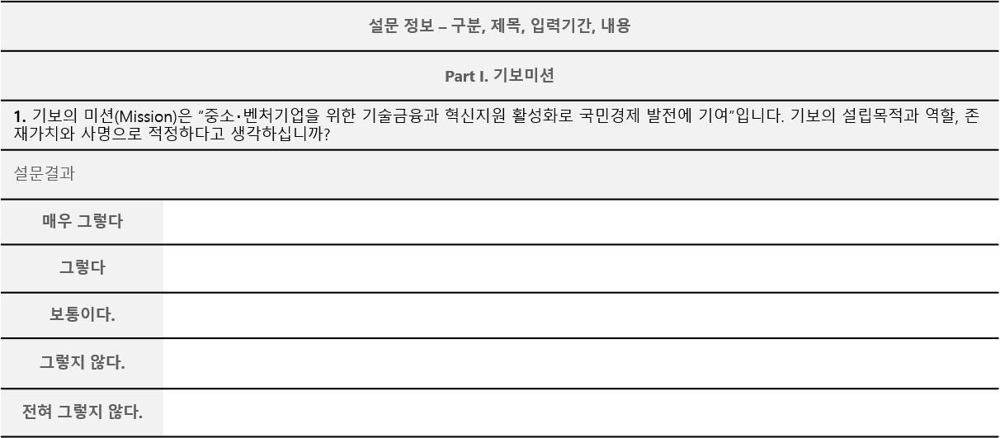 설문 정보 – 구분, 제목, 입력기간, 내용
Part I. 기보미션
1. 기보의 미션(Mission)은 “중소·벤처기업을 위한 기술금융과 혁신지원 활성화로 국민경제 발전에 기여”입니다. 기보의 설립목적과 역할, 존
재가치와 사명으로 적정하다고 생각하십니까?
설문결과
매우 그렇다
그렇다
보통이다.
그렇지 않다.
전혀 그렇지 않다.